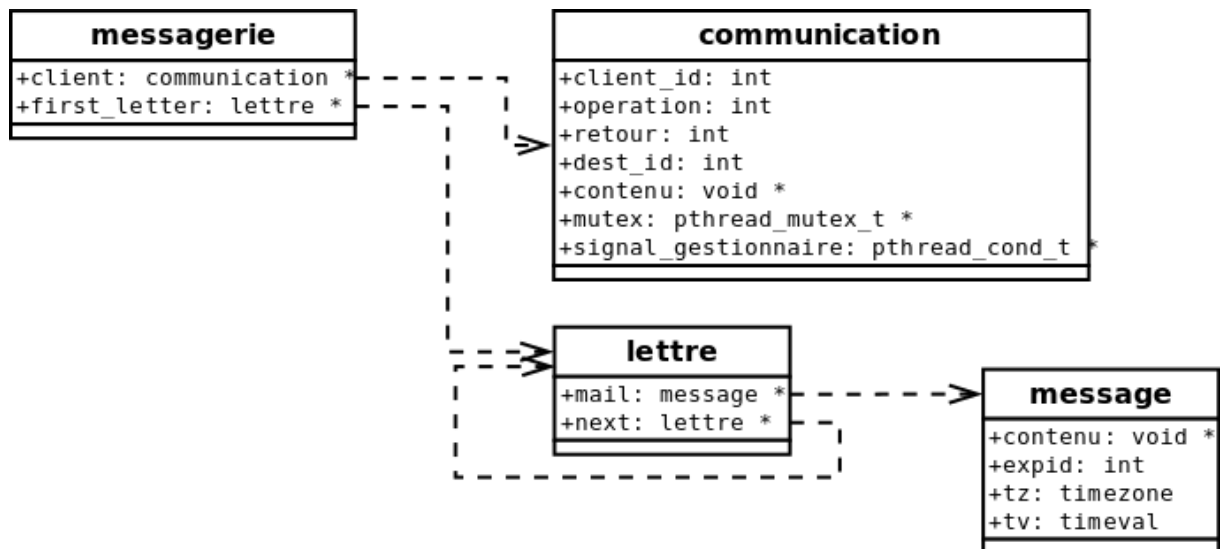 messagerie
+client: communication *
+first_letter: lettre *
communication
+client_id: int
+operation: int
+retour: int
+dest_id: int
+contenu: void *
+mutex: pthread_mutex_t *
+signal_gestionnaire: pthread_cond_t *
lettre
+mail: message *
+next: lettre *
message
+contenu: void *
+expid: int
+tz: timezone
+tv: timeval